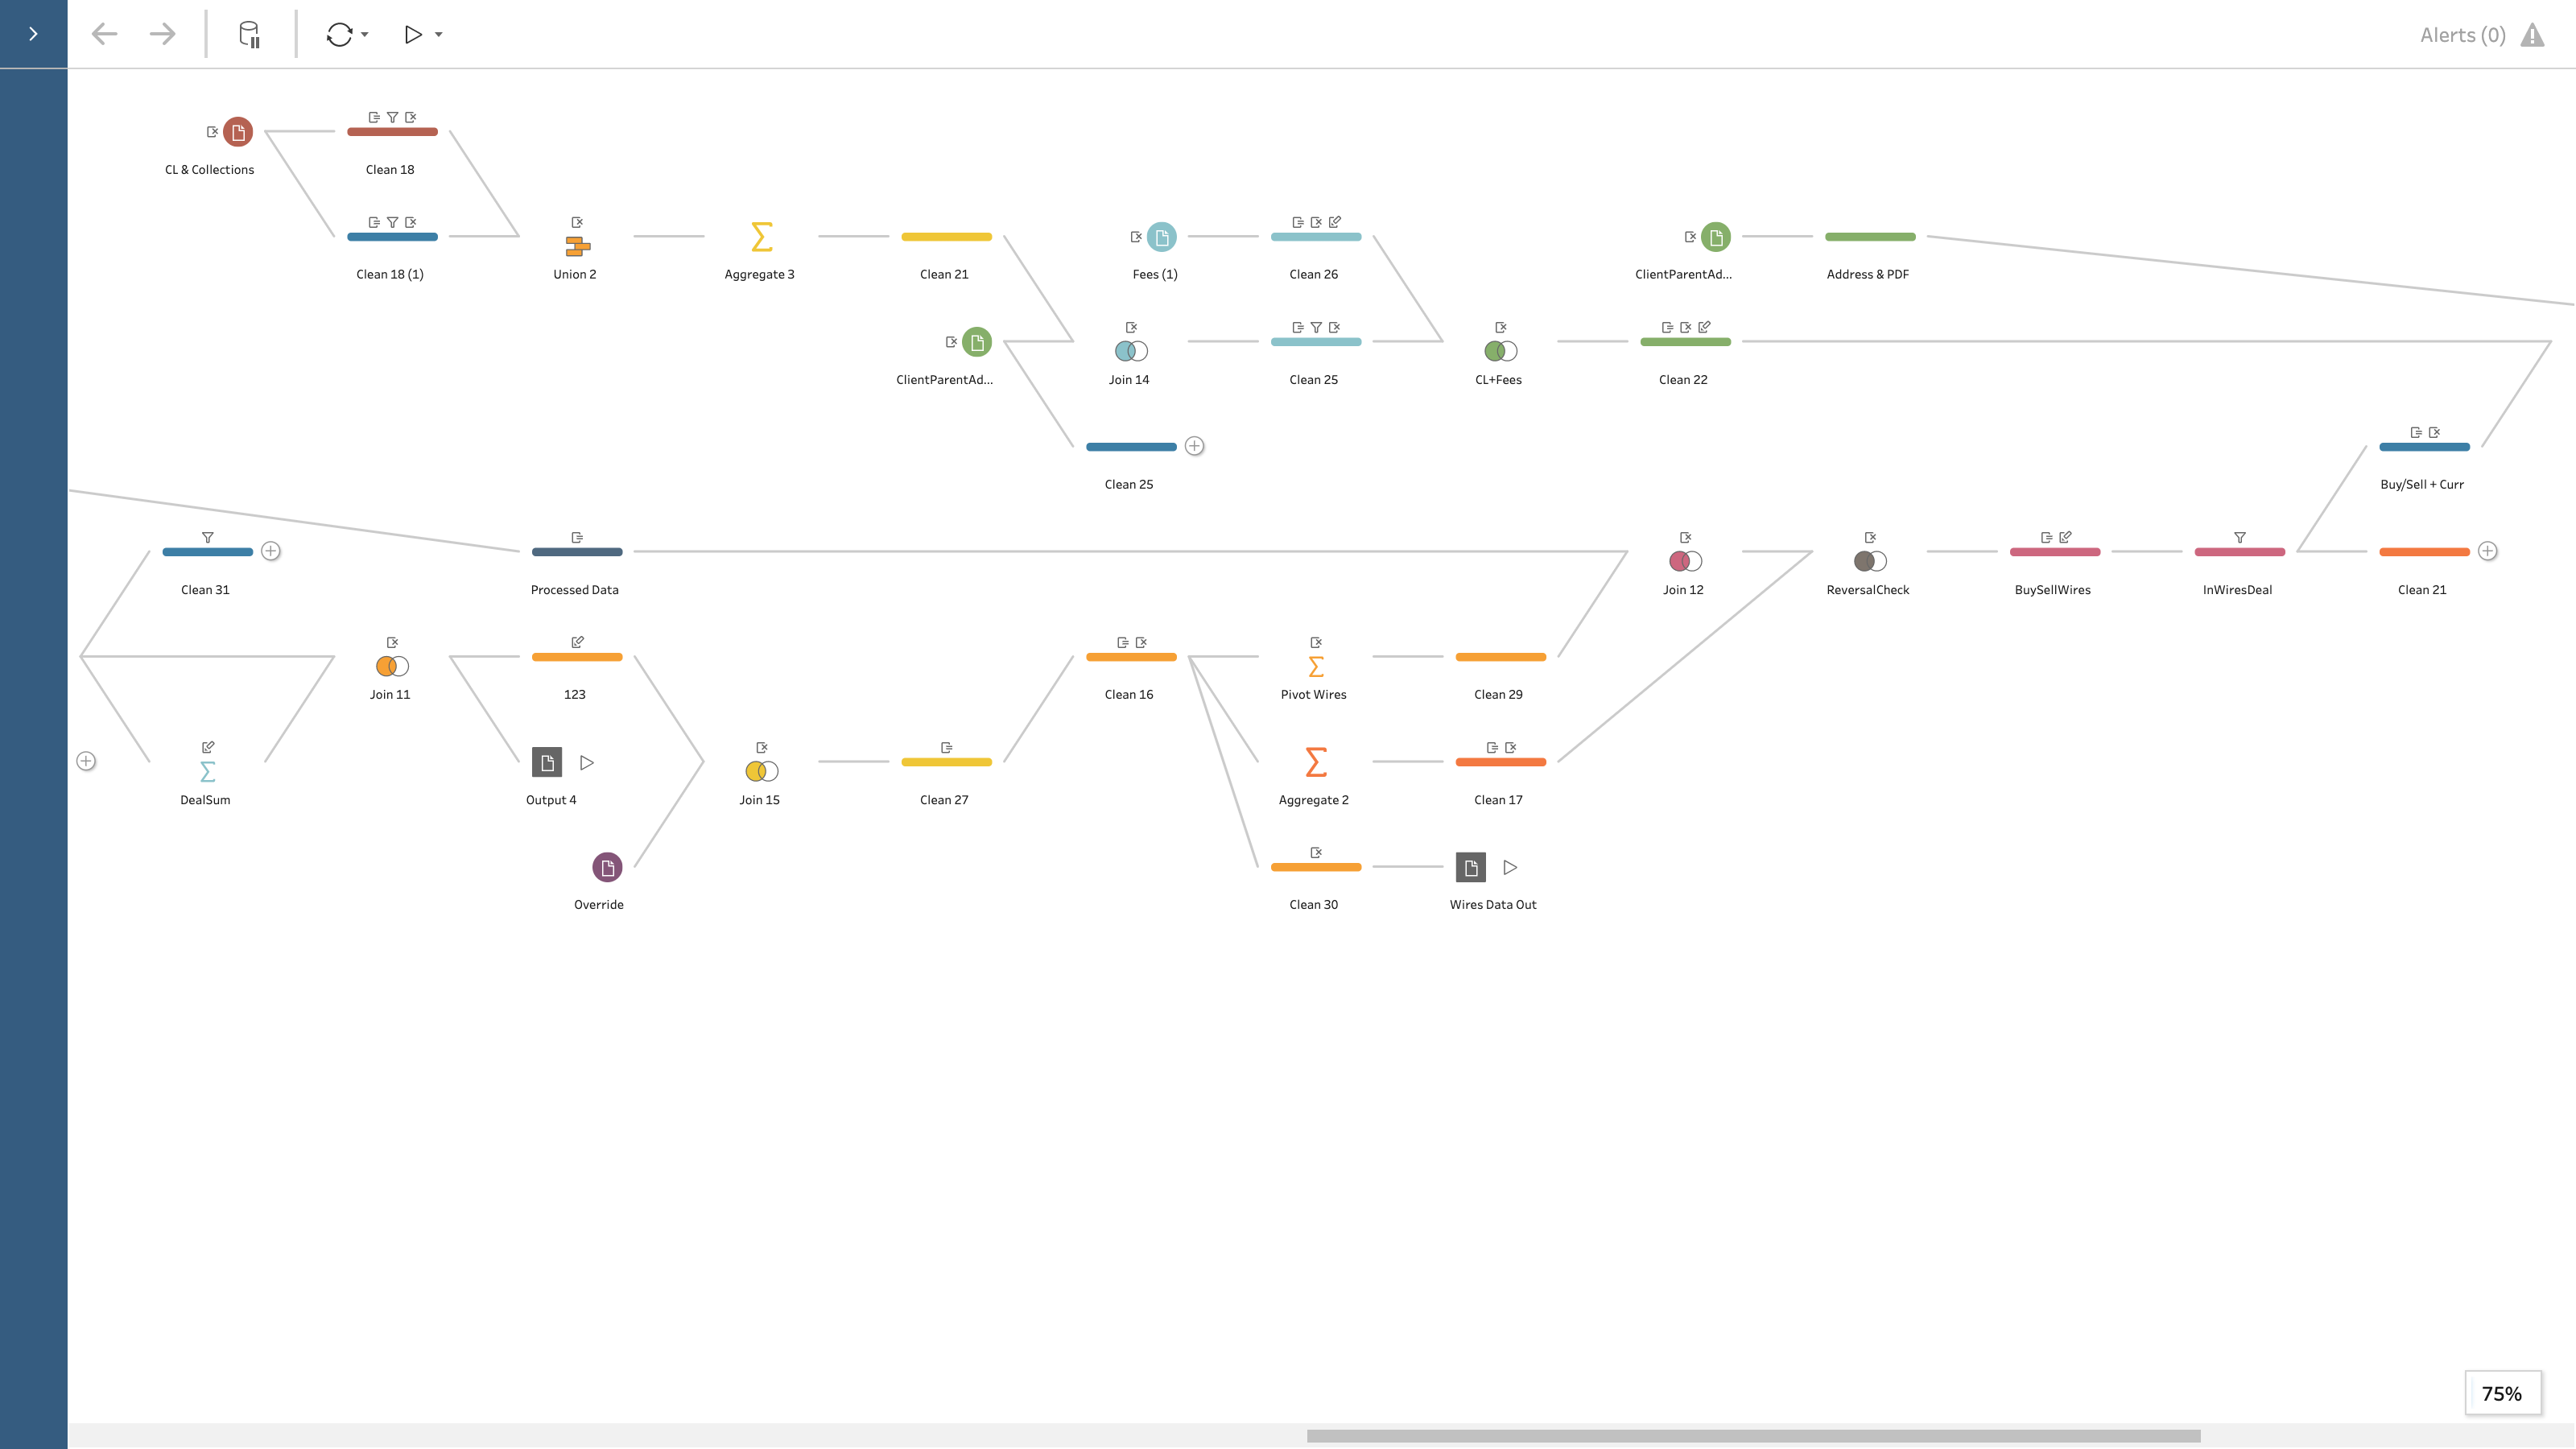 Alerts (0)
CL & Collections
Clean 18
Clean 18 (1)
Union 2
Aggregate 3
Clean 21
Fees (1)
Clean 26
ClientParentAd...
Address & PDF
ClientParentAd...
Join 14
Clean 25
CL+Fees
Clean 22
Clean 25
Buy/Sell + Curr
Clean 31
Processed Data
Join 12
ReversalCheck
BuySellWires
InWiresDeal
Clean 21
Join 11
123
Clean 16
Pivot Wires
Clean 29
DealSum
Output 4
Join 15
Clean 27
Aggregate 2
Clean 17
Override
Clean 30
Wires Data Out
75%